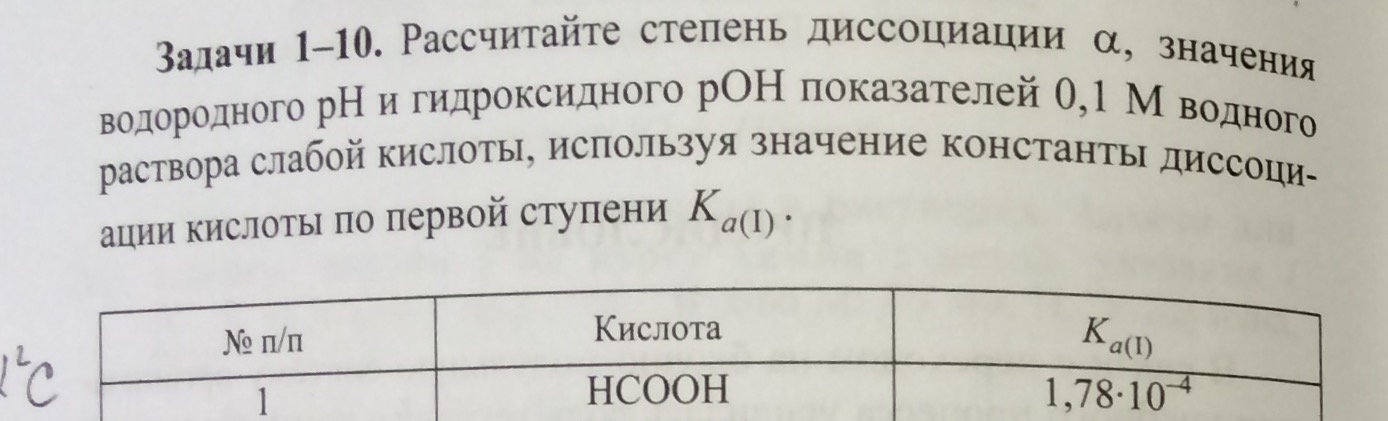 Задачи 1–10. Рассчитайте степень диссоциации α, значения
водородного pH и гидроксидного pOH показателей 0,1 М водного
раствора слабой кислоты, используя значение константы диссоци-
ации кислоты по первой ступени Ka(I).
№ п/п Кислота Ka(I)
1 HCOOH 1,78·10⁻⁴